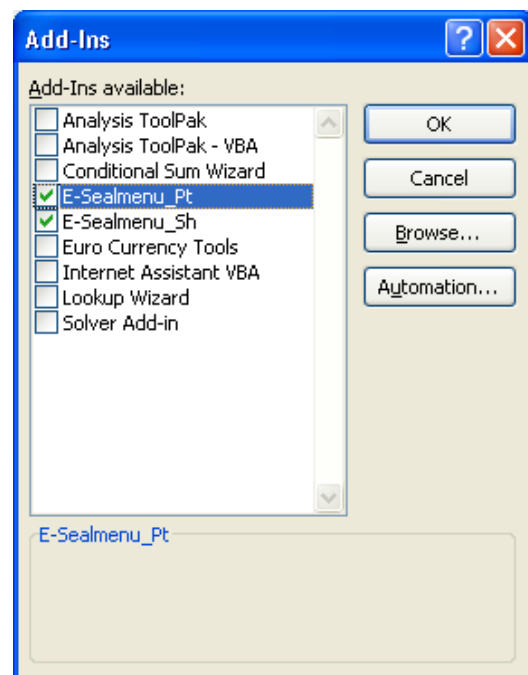 Add-Ins
Add-Ins available:
Analysis ToolPak
Analysis ToolPak - VBA
Conditional Sum Wizard
E-Sealmenu_Pt
E-Sealmenu_Sh
Euro Currency Tools
Internet Assistant VBA
Lookup Wizard
Solver Add-in
OK
Cancel
Browse...
Automation...
E-Sealmenu_Pt